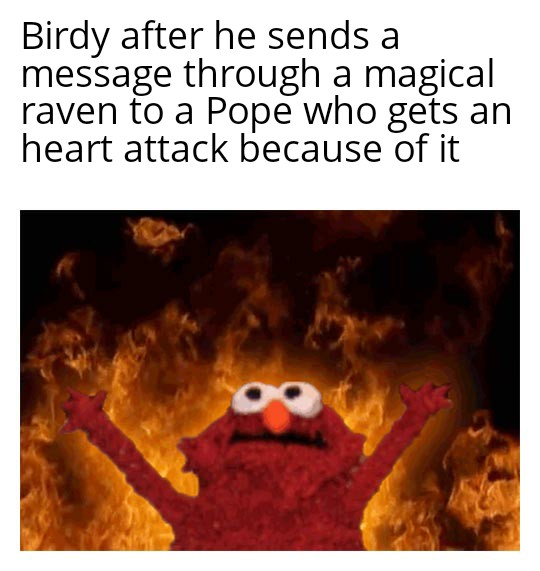 Birdy after he sends a
message through a magical
raven to a Pope who gets an
heart attack because of it